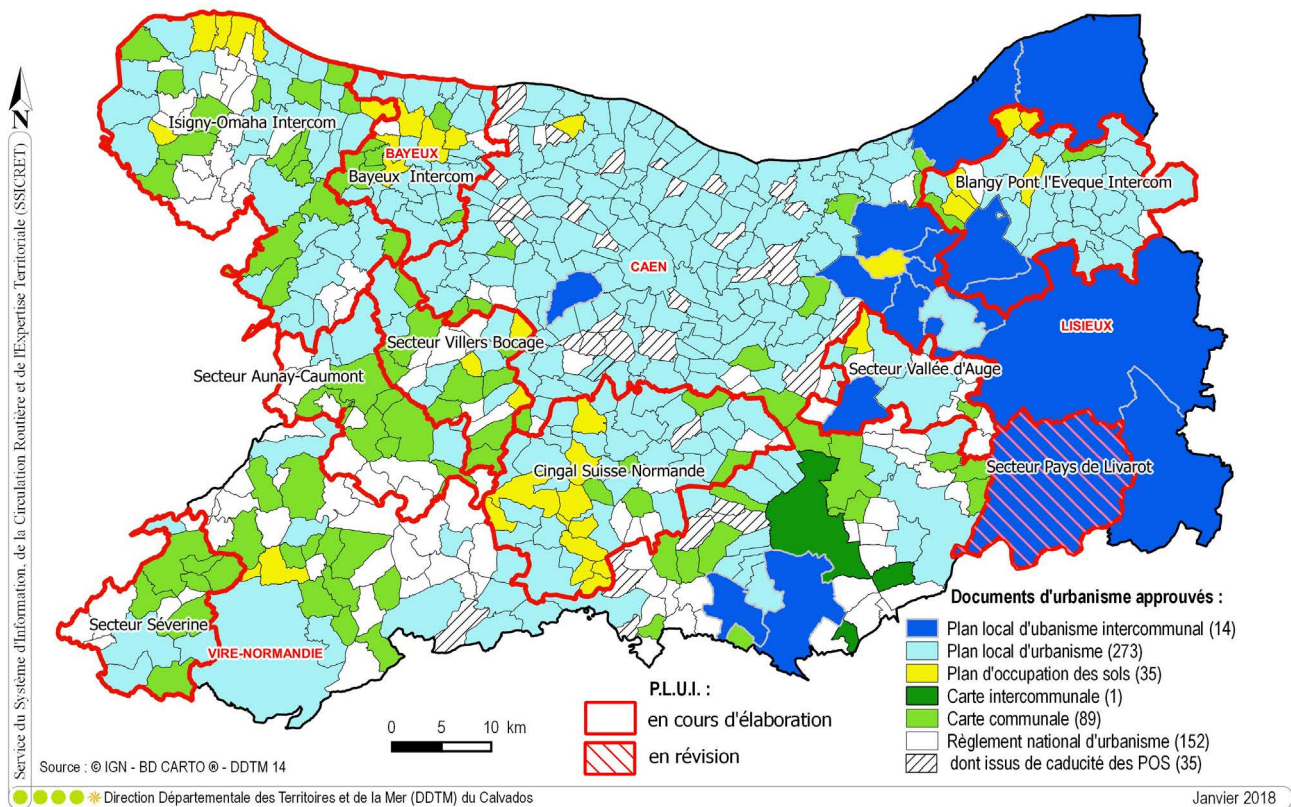 Service du Système d'Information, de la Circulation Routière et de l'Expertise Territoriale (SSICRET)
N
Isigny-Omaha Intercom
BAYEUX
Bayeux Intercom
Blangy Pont l'Eveque Intercom
CAEN
LISIEUX
Secteur Villers Bocage
Secteur Aunay-Caumont
Secteur Vallée d'Auge
Cingal Suisse Normande
Secteur Pays de Livarot
Secteur Séverine
VIRE-NORMANDIE
Documents d'urbanisme approuvés :
Plan local d'ubanisme intercommunal (14)
Plan local d'urbanisme (273)
Plan d'occupation des sols (35)
Carte intercommunale (1)
Carte communale (89)
Règlement national d'urbanisme (152)
dont issus de caducité des POS (35)
P.L.U.I. :
en cours d'élaboration
en révision
0 5 10 km
Source : © IGN - BD CARTO ® - DDTM 14
Direction Départementale des Territoires et de la Mer (DDTM) du Calvados
Janvier 2018